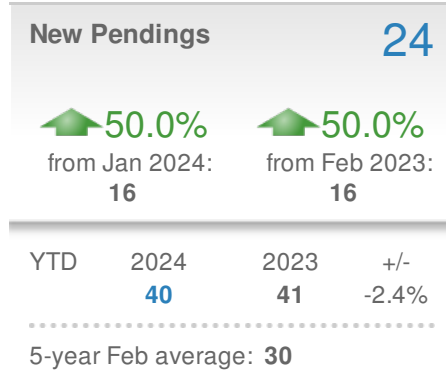 New Pendings 24
50.0% 50.0%
from Jan 2024: from Feb 2023:
16 16
YTD 2024 2023 +/-
40 41 -2.4%
5-year Feb average: 30